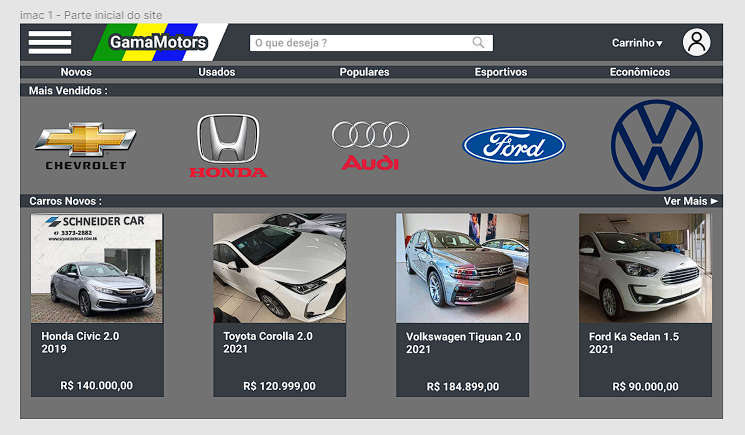 imac 1 - Parte inicial do site
GamaMotors
O que deseja ?
Carrinho
Novos
Usados
Populares
Esportivos
Econômicos
Mais Vendidos :
CHEVROLET
HONDA
Audi
Ford
Carros Novos :
Ver Mais
SCHNEIDER CAR
47 3373-2882
WWW.SCHNEIDERCAR.COM.BR
Honda Civic 2.0
2019
R$ 140.000,00
Toyota Corolla 2.0
2021
R$ 120.999,00
Volkswagen Tiguan 2.0
2021
R$ 184.899,00
Ford Ka Sedan 1.5
2021
R$ 90.000,00